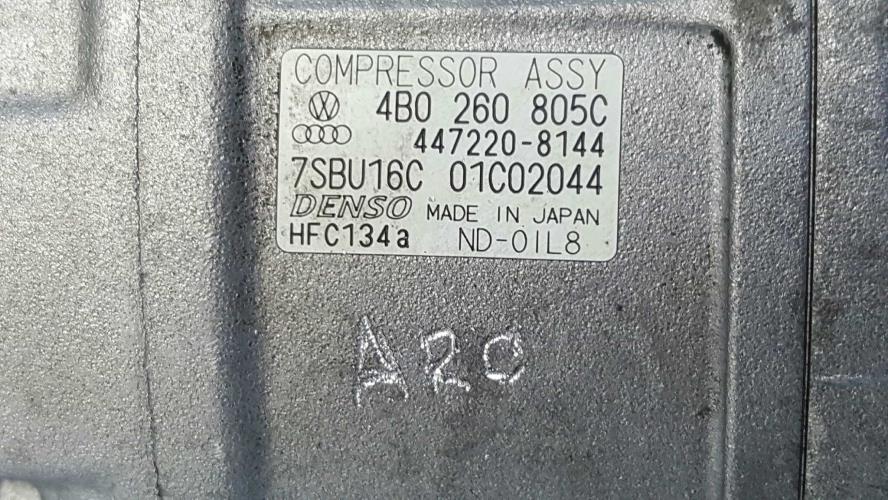 COMPRESSOR ASSY
4B0 260 805C
447220-8144
7SBU16C 01C02044
DENSO MADE IN JAPAN
HFC134a ND-OIL8
A20